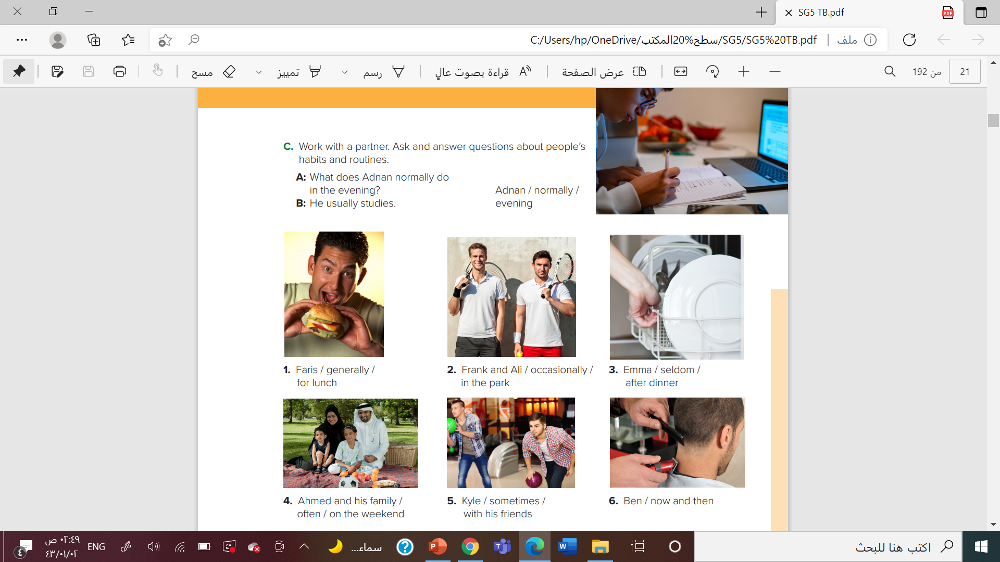 SG5 TB.pdf
C:/Users/hp/OneDrive/سطح%20المكتب/SG5/SG5%20TB.pdf
ملف
مسح
تمييز
رسم
قراءة بصوت عالٍ
عرض الصفحة
من 192
21
C. Work with a partner. Ask and answer questions about people’s
habits and routines.
A: What does Adnan normally do
in the evening?
B: He usually studies.
Adnan / normally /
evening
1. Faris / generally /
for lunch
2. Frank and Ali / occasionally /
in the park
3. Emma / seldom /
after dinner
4. Ahmed and his family /
often / on the weekend
5. Kyle / sometimes /
with his friends
6. Ben / now and then
٠٢:٤٩ ص
٤٣/٠١/٠٢
٤
ENG
سماء...
اكتب هنا للبحث